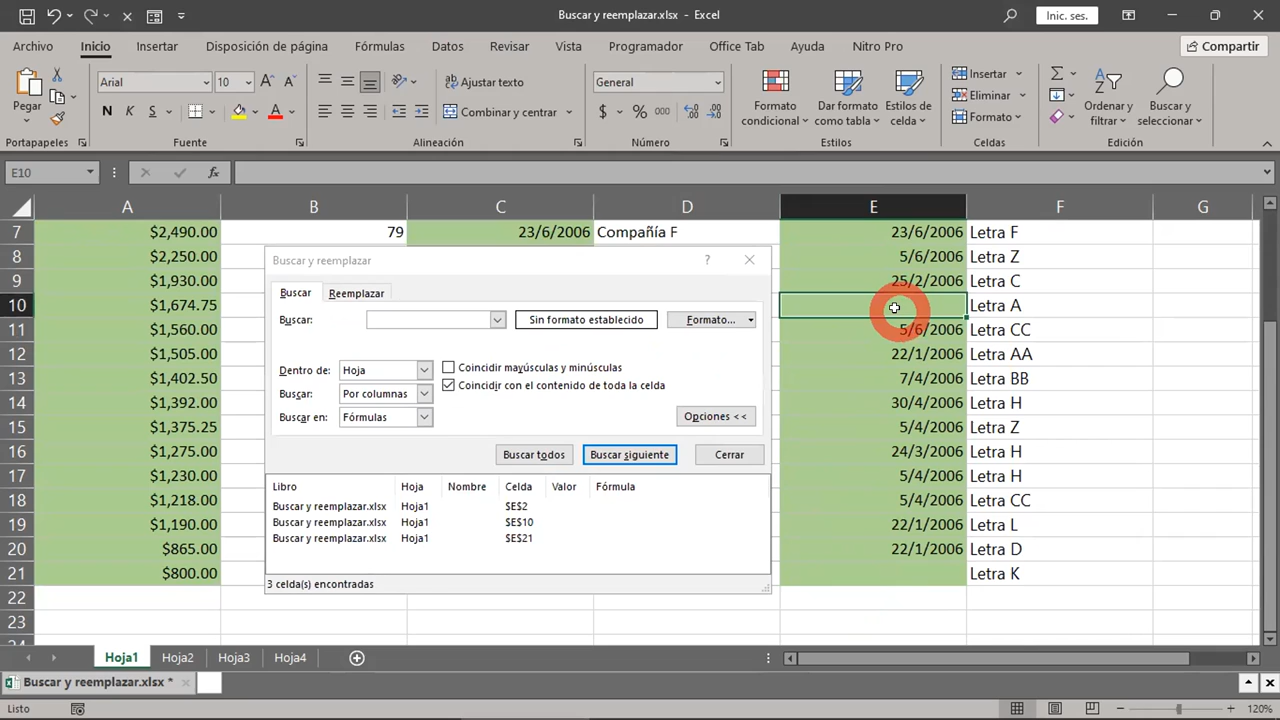 Buscar y reemplazar.xlsx - Excel
Inic. ses.
Archivo Inicio Insertar Disposición de página Fórmulas Datos Revisar Vista Programador Office Tab Ayuda Nitro Pro Compartir
Pegar
Arial 10
N K S
Ajustar texto
Combinar y centrar
General
$ % 000
Formato condicional
Dar formato como tabla
Estilos de celda
Insertar
Eliminar
Formato
Ordenar y filtrar
Buscar y seleccionar
Portapapeles Fuente Alineación Número Estilos Celdas Edición
E10 fx
A B C D E F G
7 $2,490.00 79 23/6/2006 Compañía F 23/6/2006 Letra F
8 $2,250.00 5/6/2006 Letra Z
9 $1,930.00 25/2/2006 Letra C
10 $1,674.75 Letra A
11 $1,560.00 5/6/2006 Letra CC
12 $1,505.00 22/1/2006 Letra AA
13 $1,402.50 7/4/2006 Letra BB
14 $1,392.00 30/4/2006 Letra H
15 $1,375.25 5/4/2006 Letra Z
16 $1,275.00 24/3/2006 Letra H
17 $1,230.00 5/4/2006 Letra H
18 $1,218.00 5/4/2006 Letra CC
19 $1,190.00 22/1/2006 Letra L
20 $865.00 22/1/2006 Letra D
21 $800.00 Letra K
22
23
24
Buscar y reemplazar ?
Buscar Reemplazar
Buscar: Sin formato establecido Formato...
Dentro de: Hoja Coincidir mayúsculas y minúsculas
Buscar: Por columnas Coincidir con el contenido de toda la celda
Buscar en: Fórmulas Opciones <<
Buscar todos Buscar siguiente Cerrar
Libro Hoja Nombre Celda Valor Fórmula
Buscar y reemplazar.xlsx Hoja1 $E$2
Buscar y reemplazar.xlsx Hoja1 $E$10
Buscar y reemplazar.xlsx Hoja1 $E$21
3 celda(s) encontradas
Hoja1 Hoja2 Hoja3 Hoja4
Buscar y reemplazar.xlsx *
Listo 120%